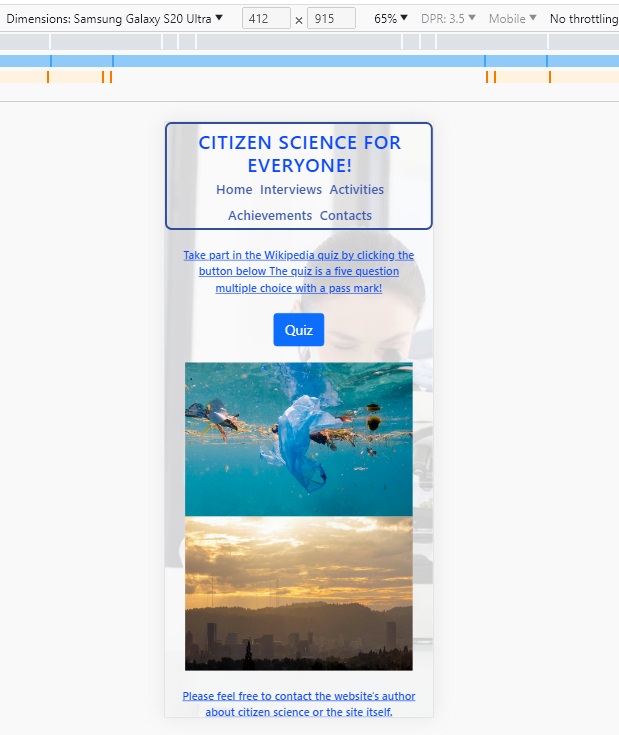 Dimensions: Samsung Galaxy S20 Ultra 412 x 915 65% DPR: 3.5 Mobile No throttling
CITIZEN SCIENCE FOR
EVERYONE!
Home Interviews Activities
Achievements Contacts
Take part in the Wikipedia quiz by clicking the
button below The quiz is a five question
multiple choice with a pass mark!
Quiz
Please feel free to contact the website's author
about citizen science or the site itself.